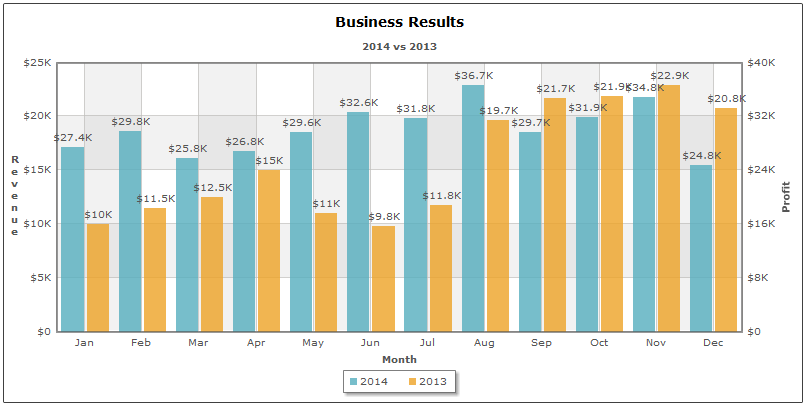 Business Results
2014 vs 2013
$25K
$20K
$15K
$10K
$5K
$0
Revenue
$40K
$32K
$24K
$16K
$8K
$0
Profit
$27.4K
$29.8K
$25.8K
$26.8K
$29.6K
$32.6K
$31.8K
$36.7K
$29.7K
$31.9K
$34.8K
$24.8K
$10K
$11.5K
$12.5K
$15K
$11K
$9.8K
$11.8K
$19.7K
$21.7K
$21.9K
$22.9K
$20.8K
Jan Feb Mar Apr May Jun Jul Aug Sep Oct Nov Dec
Month
2014 2013